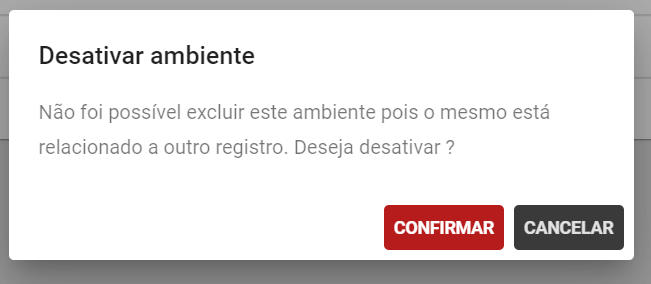 Desativar ambiente
Não foi possível excluir este ambiente pois o mesmo está
relacionado a outro registro. Deseja desativar ?
CONFIRMAR CANCELAR